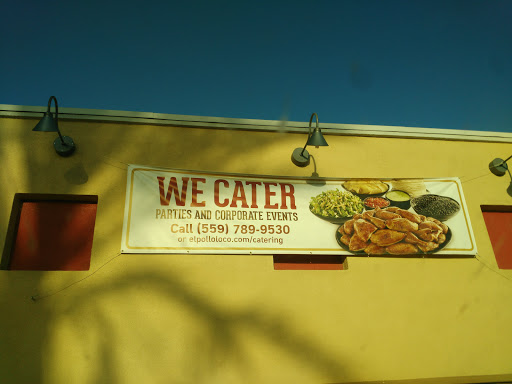 WE CATER
PARTIES AND CORPORATE EVENTS
Call (559) 789-9530
or elpolloloco.com/catering